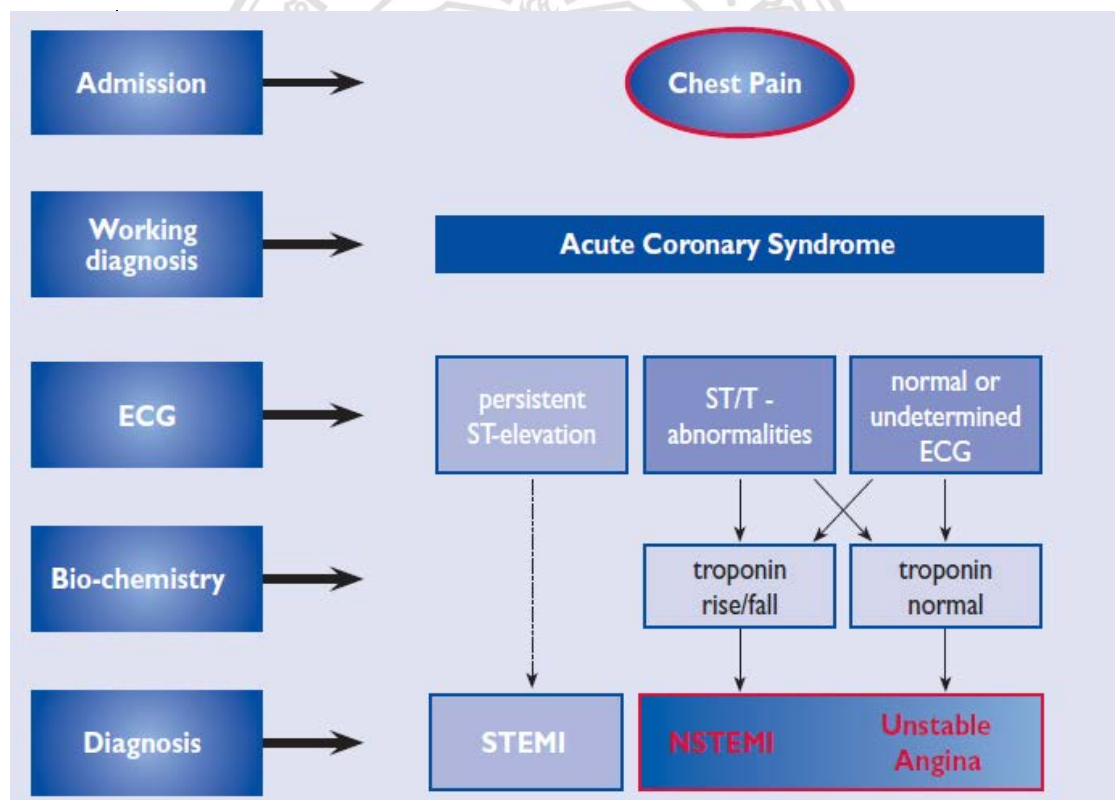 Admission
Chest Pain
Working
diagnosis
Acute Coronary Syndrome
ECG
persistent
ST-elevation
ST/T -
abnormalities
normal or
undetermined
ECG
Bio-chemistry
troponin
rise/fall
troponin
normal
Diagnosis
STEMI
NSTEMI
Unstable
Angina